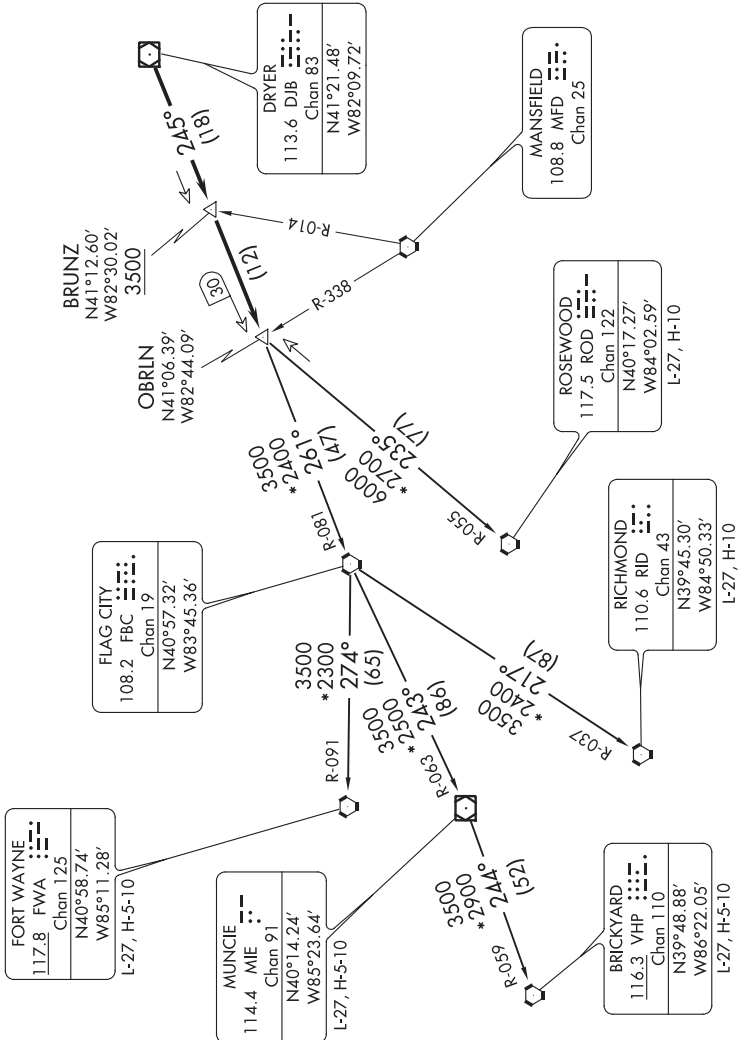 DRYER
113.6 DJB
Chan 83
N41°21.48′
W82°09.72′
245°
(18)
BRUNZ
N41°12.60′
W82°30.02′
3500
R-014
(12)
30
MANSFIELD
108.8 MFD
Chan 25
R-338
OBRLN
N41°06.39′
W82°44.09′
3500
*2400
261°
(47)
R-081
6000
*2700
235°
(77)
R-055
ROSEWOOD
117.5 ROD
Chan 122
N40°17.27′
W84°02.59′
L-27, H-10
FLAG CITY
108.2 FBC
Chan 19
N40°57.32′
W83°45.36′
3500
*2300
274°
(65)
R-091
3500
*2500
243°
(86)
R-063
3500
*2400
217°
(87)
R-037
RICHMOND
110.6 RID
Chan 43
N39°45.30′
W84°50.33′
L-27, H-10
FORT WAYNE
117.8 FWA
Chan 125
N40°58.74′
W85°11.28′
L-27, H-5-10
MUNCIE
114.4 MIE
Chan 91
N40°14.24′
W85°23.64′
L-27, H-5-10
3500
*2900
244°
(52)
R-059
BRICKYARD
116.3 VHP
Chan 110
N39°48.88′
W86°22.05′
L-27, H-5-10